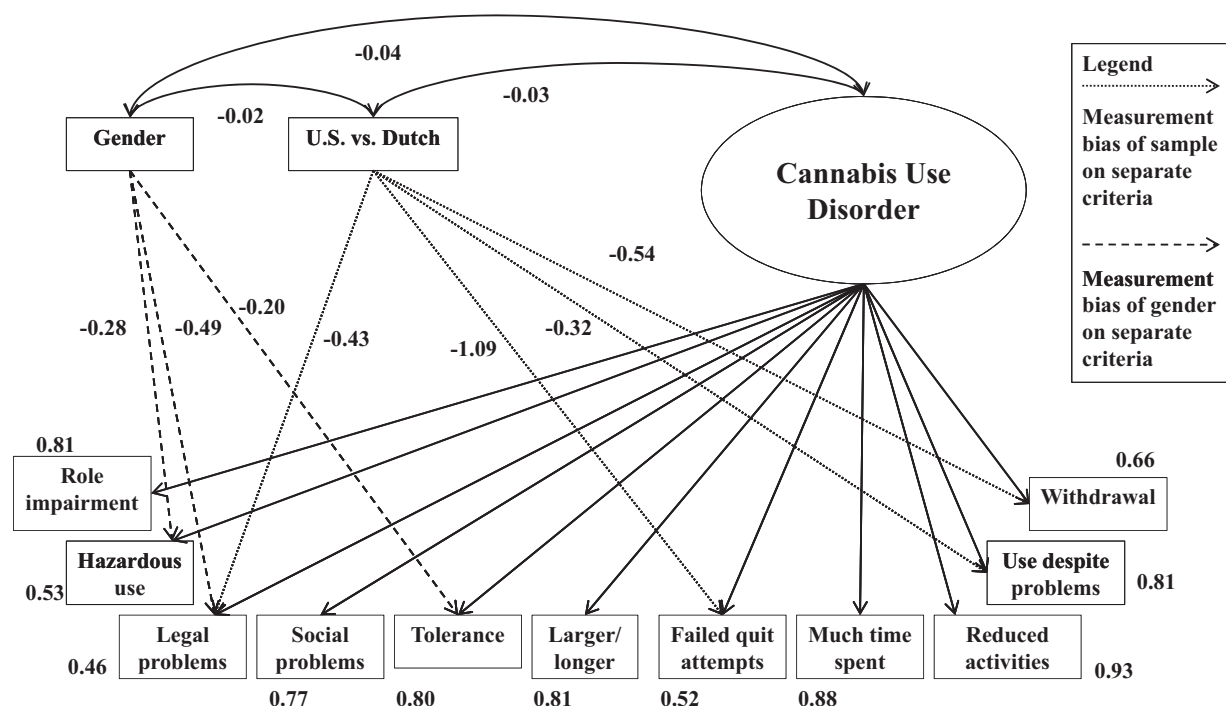 -0.04
-0.02
-0.03
Gender
U.S. vs. Dutch
Cannabis Use
Disorder
Legend
Measurement
bias of sample
on separate
criteria
Measurement
bias of gender
on separate
criteria
-0.28
-0.49
-0.20
-0.43
-1.09
-0.32
-0.54
0.81
Role
impairment
Hazardous
use
0.53
Legal
problems
0.46
Social
problems
0.77
Tolerance
0.80
Larger/
longer
0.81
Failed quit
attempts
0.52
Much time
spent
0.88
Reduced
activities
0.93
Use despite
problems
0.81
Withdrawal
0.66